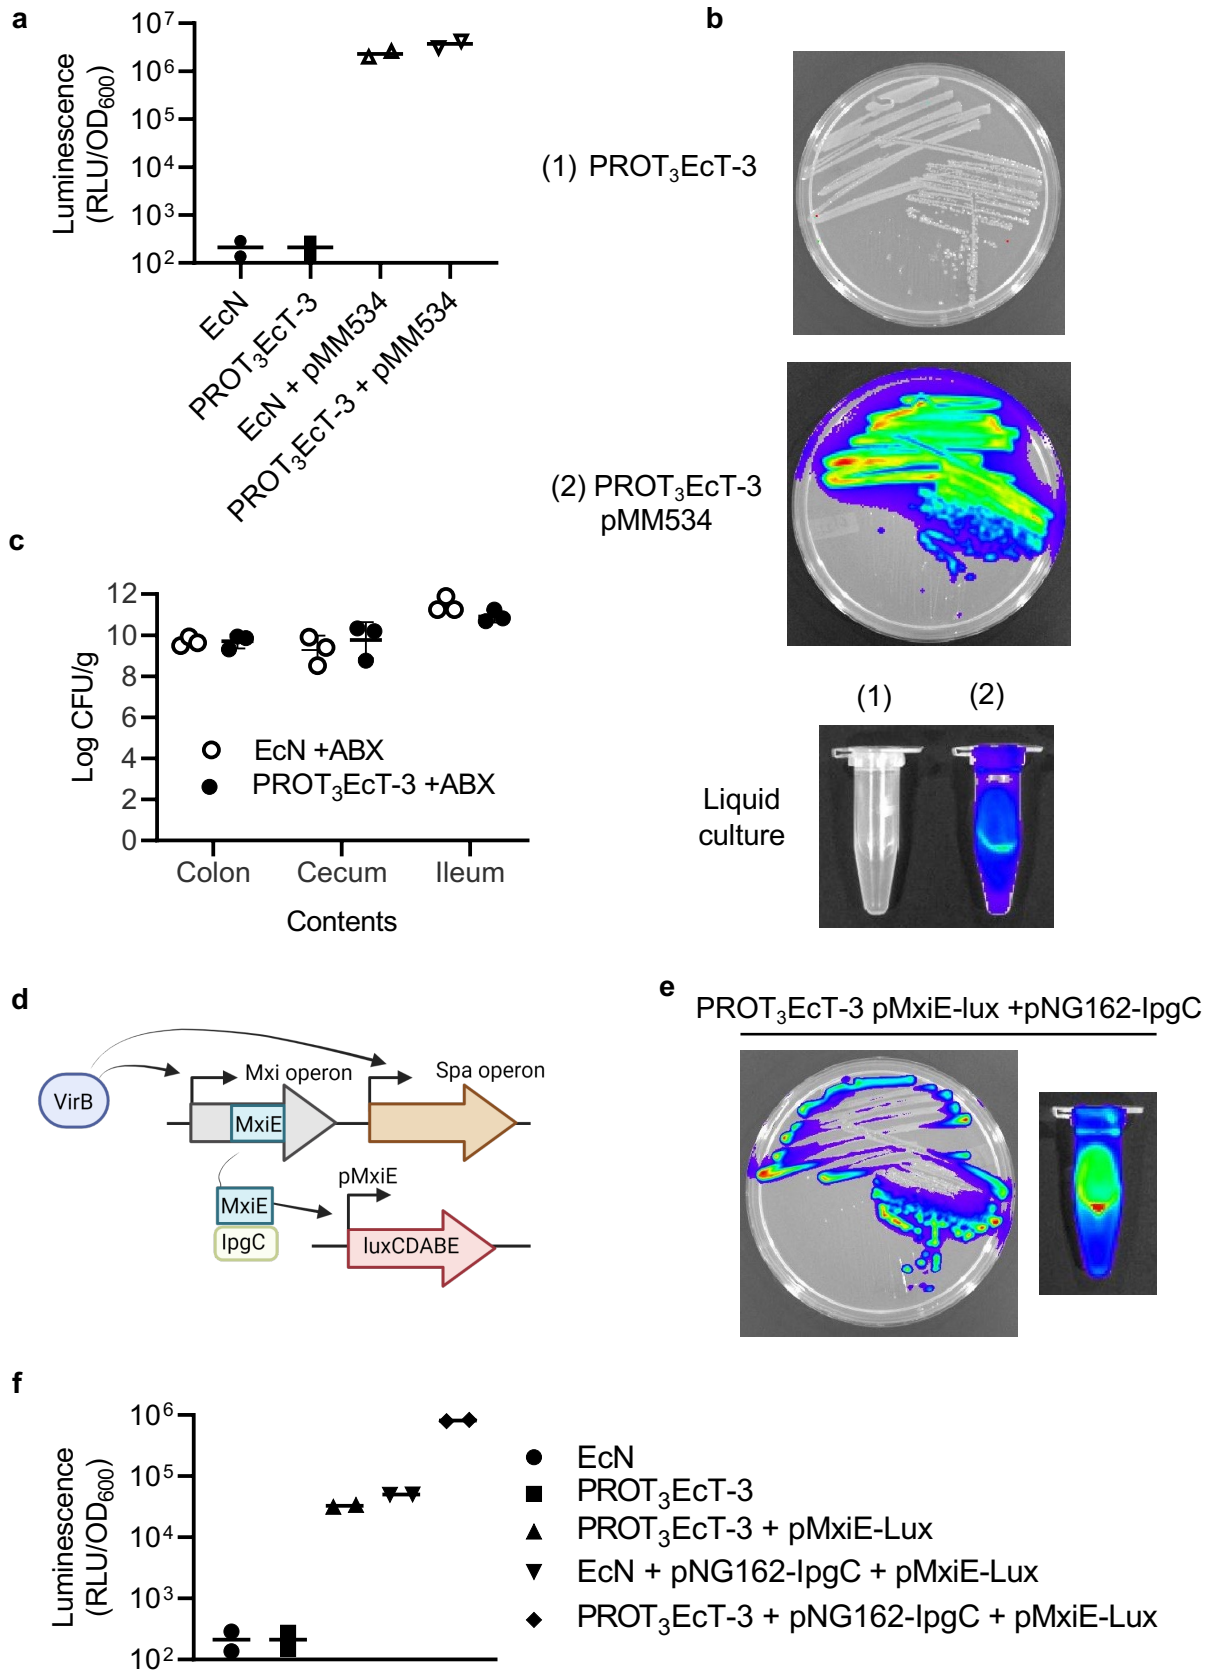 a
Luminescence
(RLU/OD₆₀₀)
10⁷
10⁶
10⁵
10⁴
10³
10²
EcN
PROT₃EcT-3
EcN + pMM534
PROT₃EcT-3 + pMM534
b
(1) PROT₃EcT-3
(2) PROT₃EcT-3
pMM534
(1) (2)
Liquid
culture
c
Log CFU/g
12
10
8
6
4
2
0
EcN +ABX
PROT₃EcT-3 +ABX
Colon Cecum Ileum
Contents
d
VirB
Mxi operon
Spa operon
MxiE
pMxiE
MxiE
IpgC
luxCDABE
e
PROT₃EcT-3 pMxiE-lux +pNG162-IpgC
f
Luminescence
(RLU/OD₆₀₀)
10⁶
10⁵
10⁴
10³
10²
EcN
PROT₃EcT-3
PROT₃EcT-3 + pMxiE-Lux
EcN + pNG162-IpgC + pMxiE-Lux
PROT₃EcT-3 + pNG162-IpgC + pMxiE-Lux